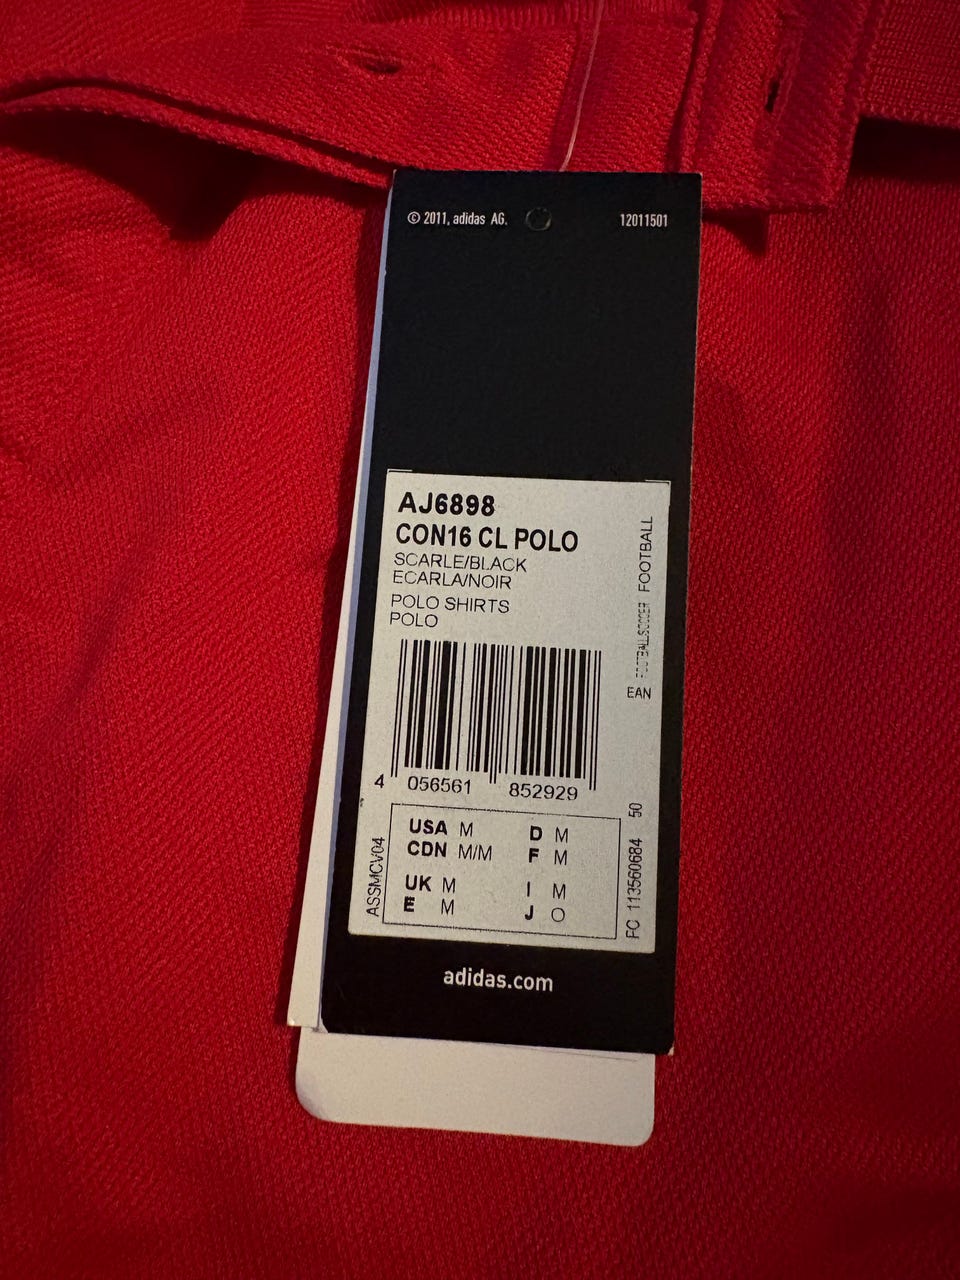 © 2011, adidas AG.
12011501
AJ6898
CON16 CL POLO
SCARLE/BLACK
ECARLA/NOIR
POLO SHIRTS
POLO
FOOTBALL/SOCCER FOOTBALL
EAN
4 056561 852929
USA M D M
CDN M/M F M
UK M I M
E M J O
ASSMCV04
FC 113560684 50
adidas.com